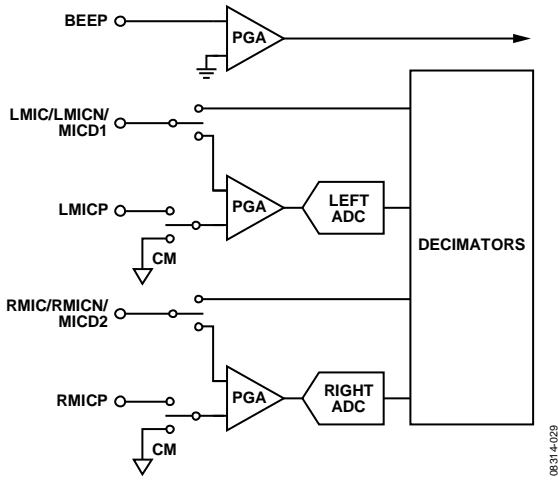 BEEP
PGA
LMIC/LMICN/
MICD1
LMICP
CM
PGA
LEFT
ADC
DECIMATORS
RMIC/RMICN/
MICD2
RMICP
CM
PGA
RIGHT
ADC
08314-029